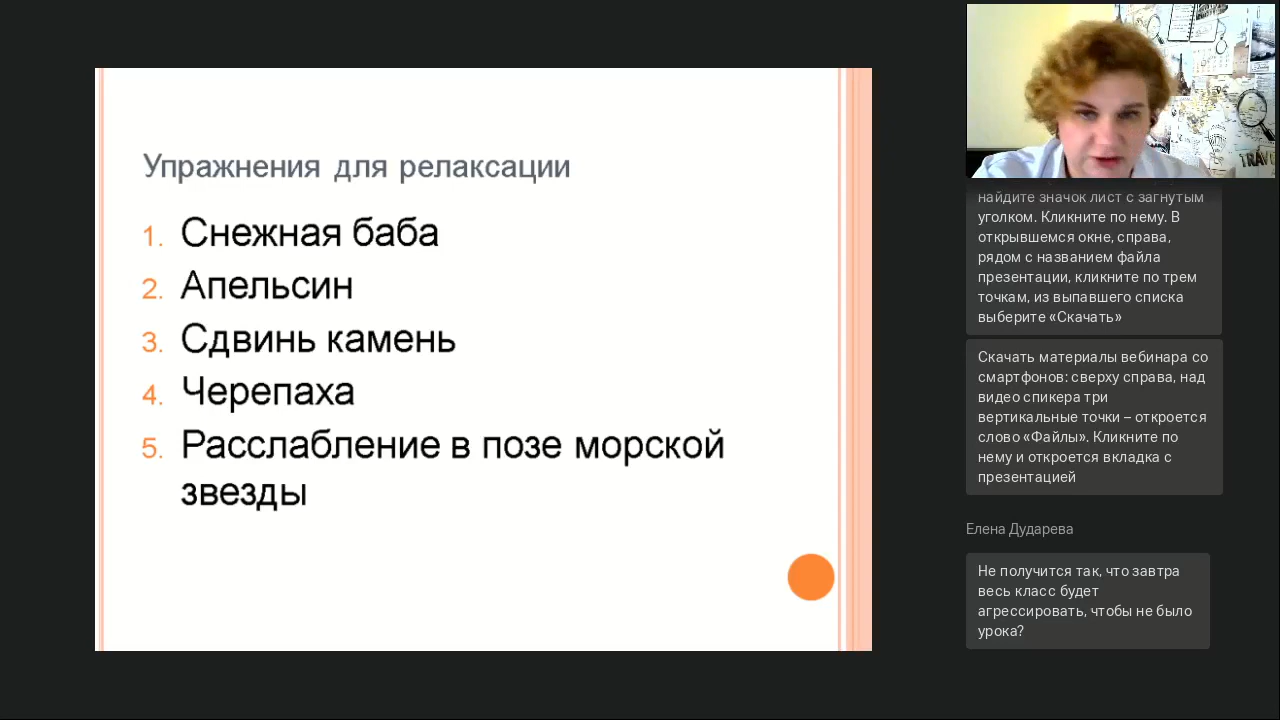 Упражнения для релаксации
1. Снежная баба
2. Апельсин
3. Сдвинь камень
4. Черепаха
5. Расслабление в позе морской
звезды
TRAV
найдите значок лист с загнутым
уголком. Кликните по нему. В
открывшемся окне, справа,
рядом с названием файла
презентации, кликните по трем
точкам, из выпавшего списка
выберите «Скачать»
Скачать материалы вебинара со
смартфонов: сверху справа, над
видео спикера три
вертикальные точки – откроется
слово «Файлы». Кликните по
нему и откроется вкладка с
презентацией
Елена Дударева
Не получится так, что завтра
весь класс будет
агрессировать, чтобы не было
урока?